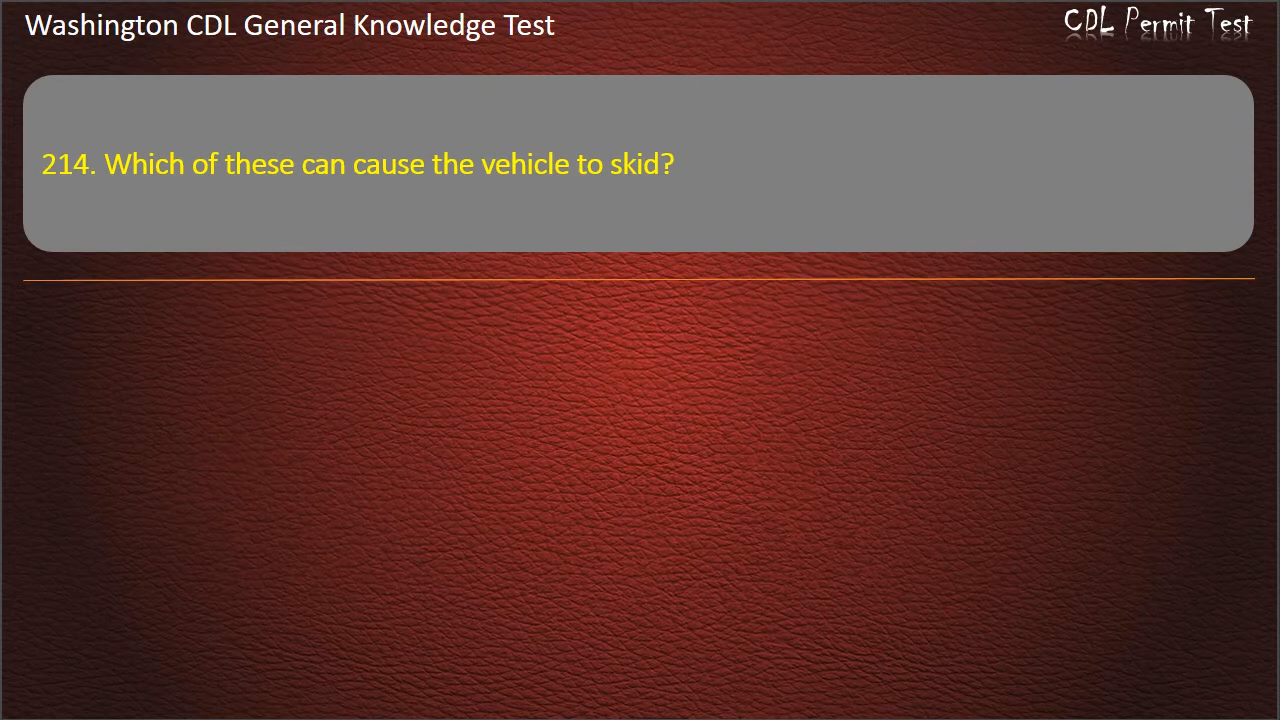 Washington CDL General Knowledge Test
CDL Permit Test
214. Which of these can cause the vehicle to skid?